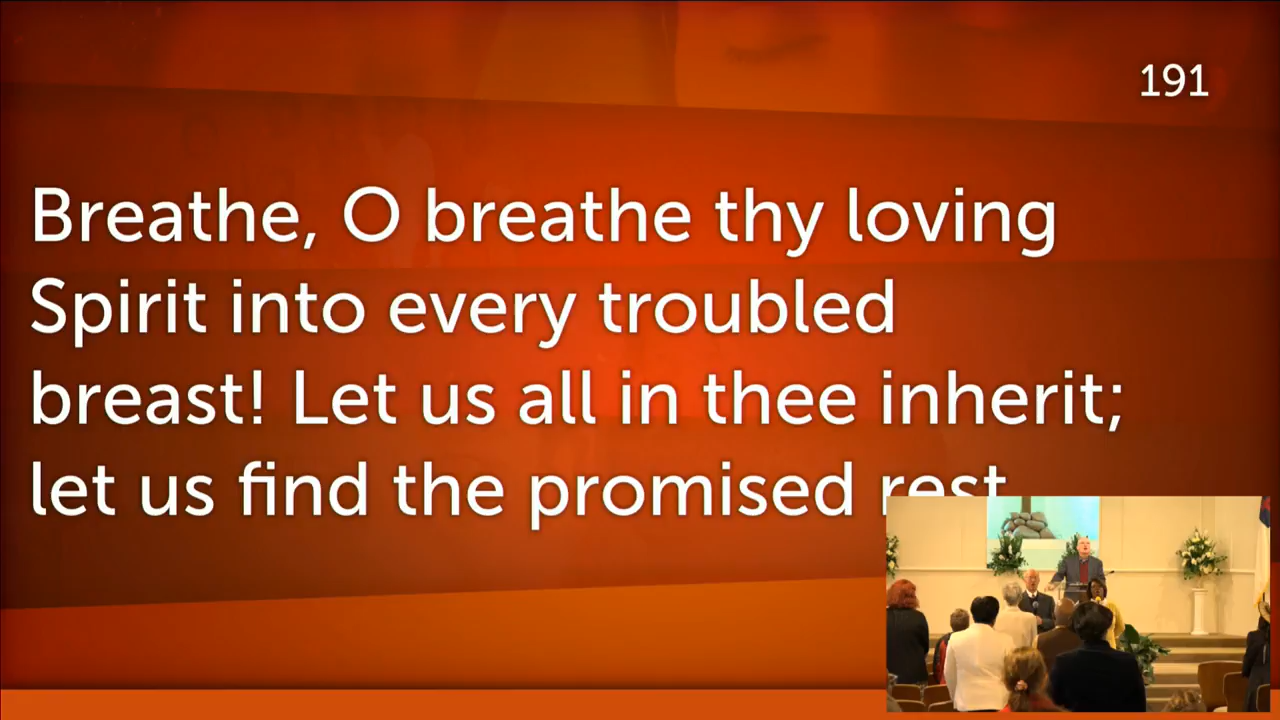 191
Breathe, O breathe thy loving
Spirit into every troubled
breast! Let us all in thee inherit;
let us find the promised rest